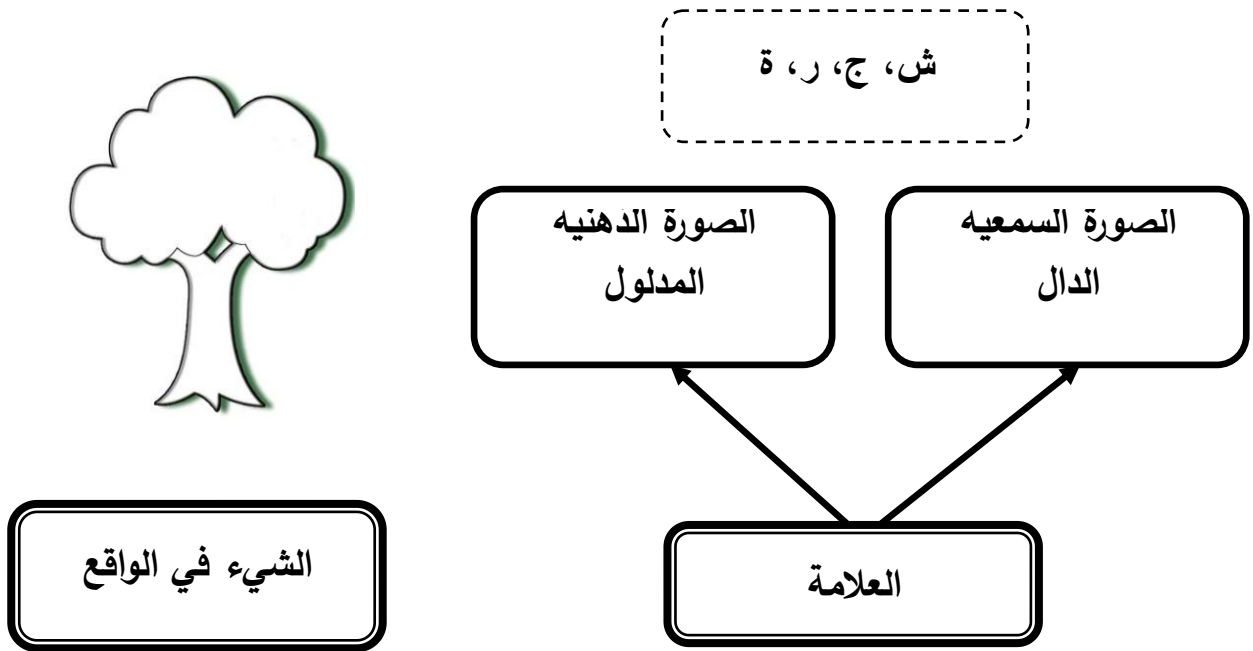 ش، ج، ر، ة
الصورة السمعيه
الدال
الصورة الذهنيه
المدلول
العلامة
الشيء في الواقع